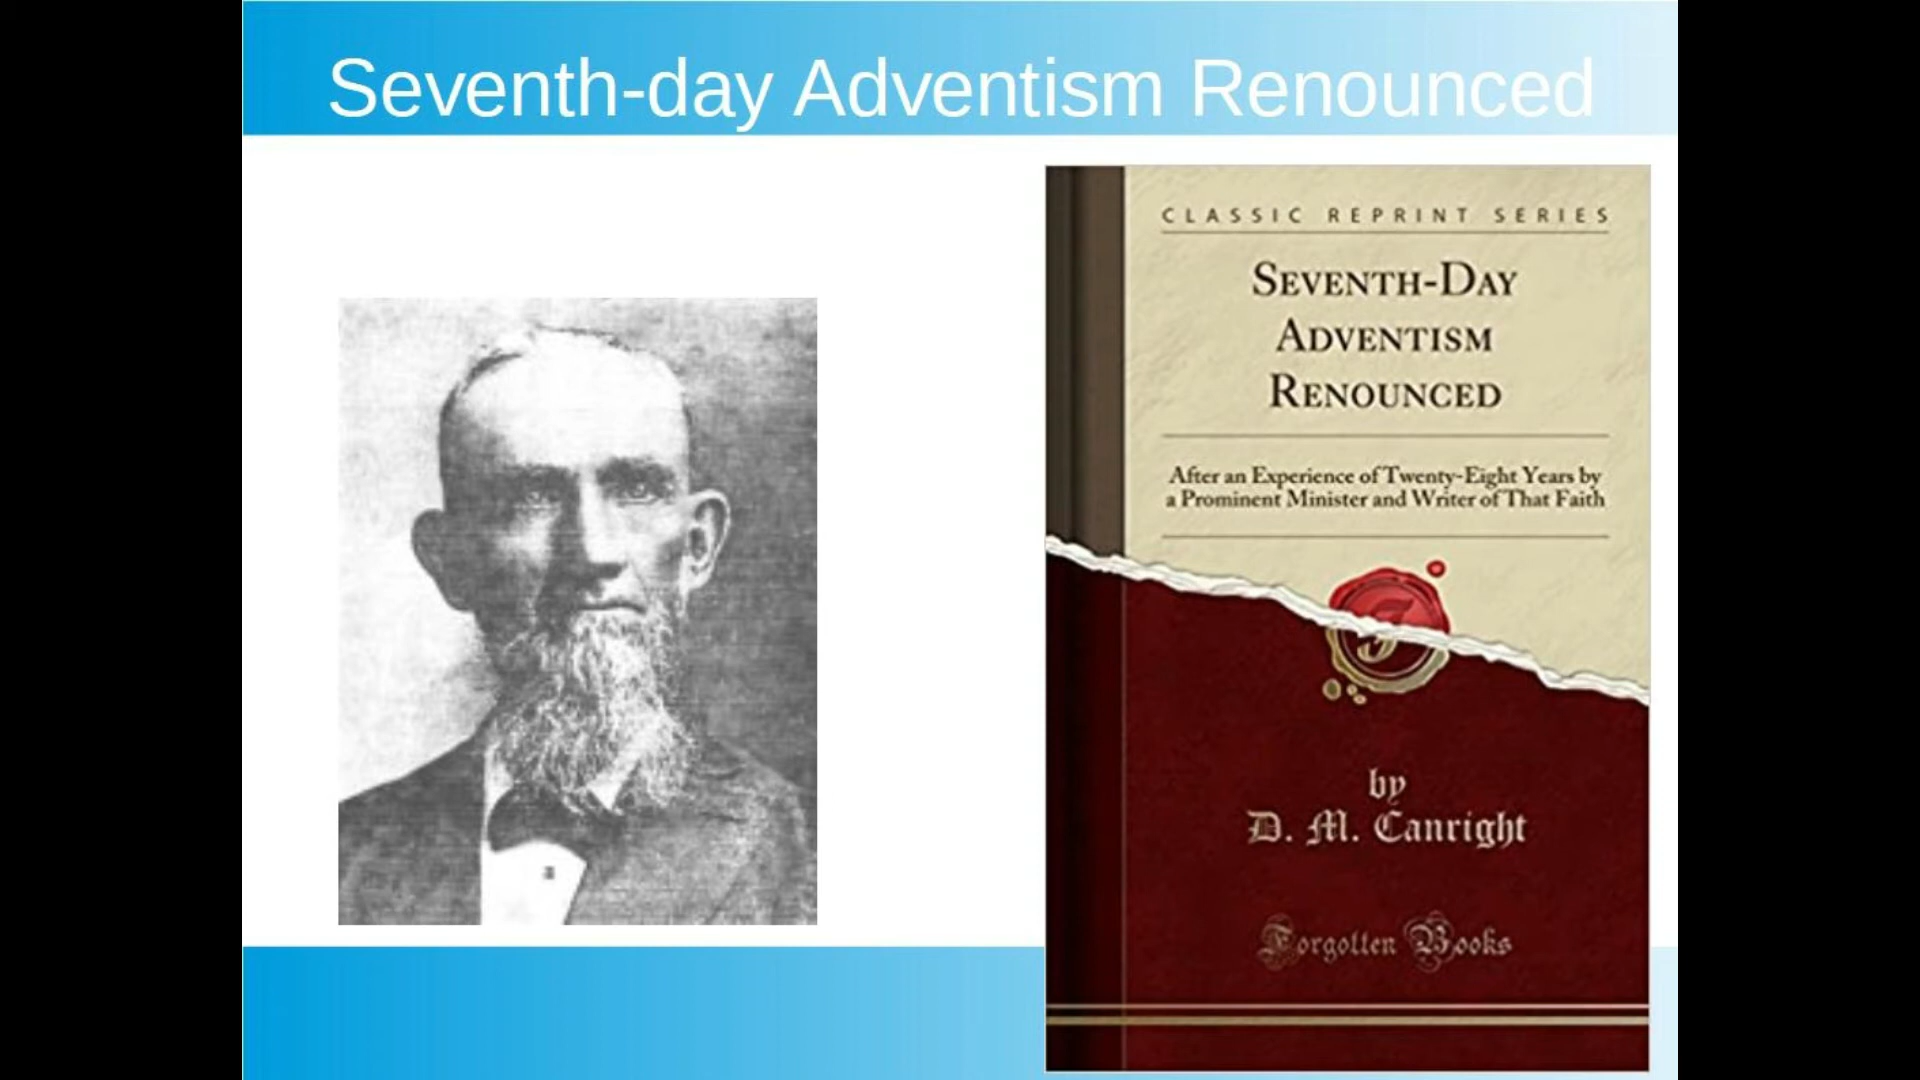 Seventh-day Adventism Renounced
CLASSIC REPRINT SERIES
SEVENTH-DAY
ADVENTISM
RENOUNCED
After an Experience of Twenty-Eight Years by
a Prominent Minister and Writer of That Faith
by
D. M. Canright
Forgotten Books